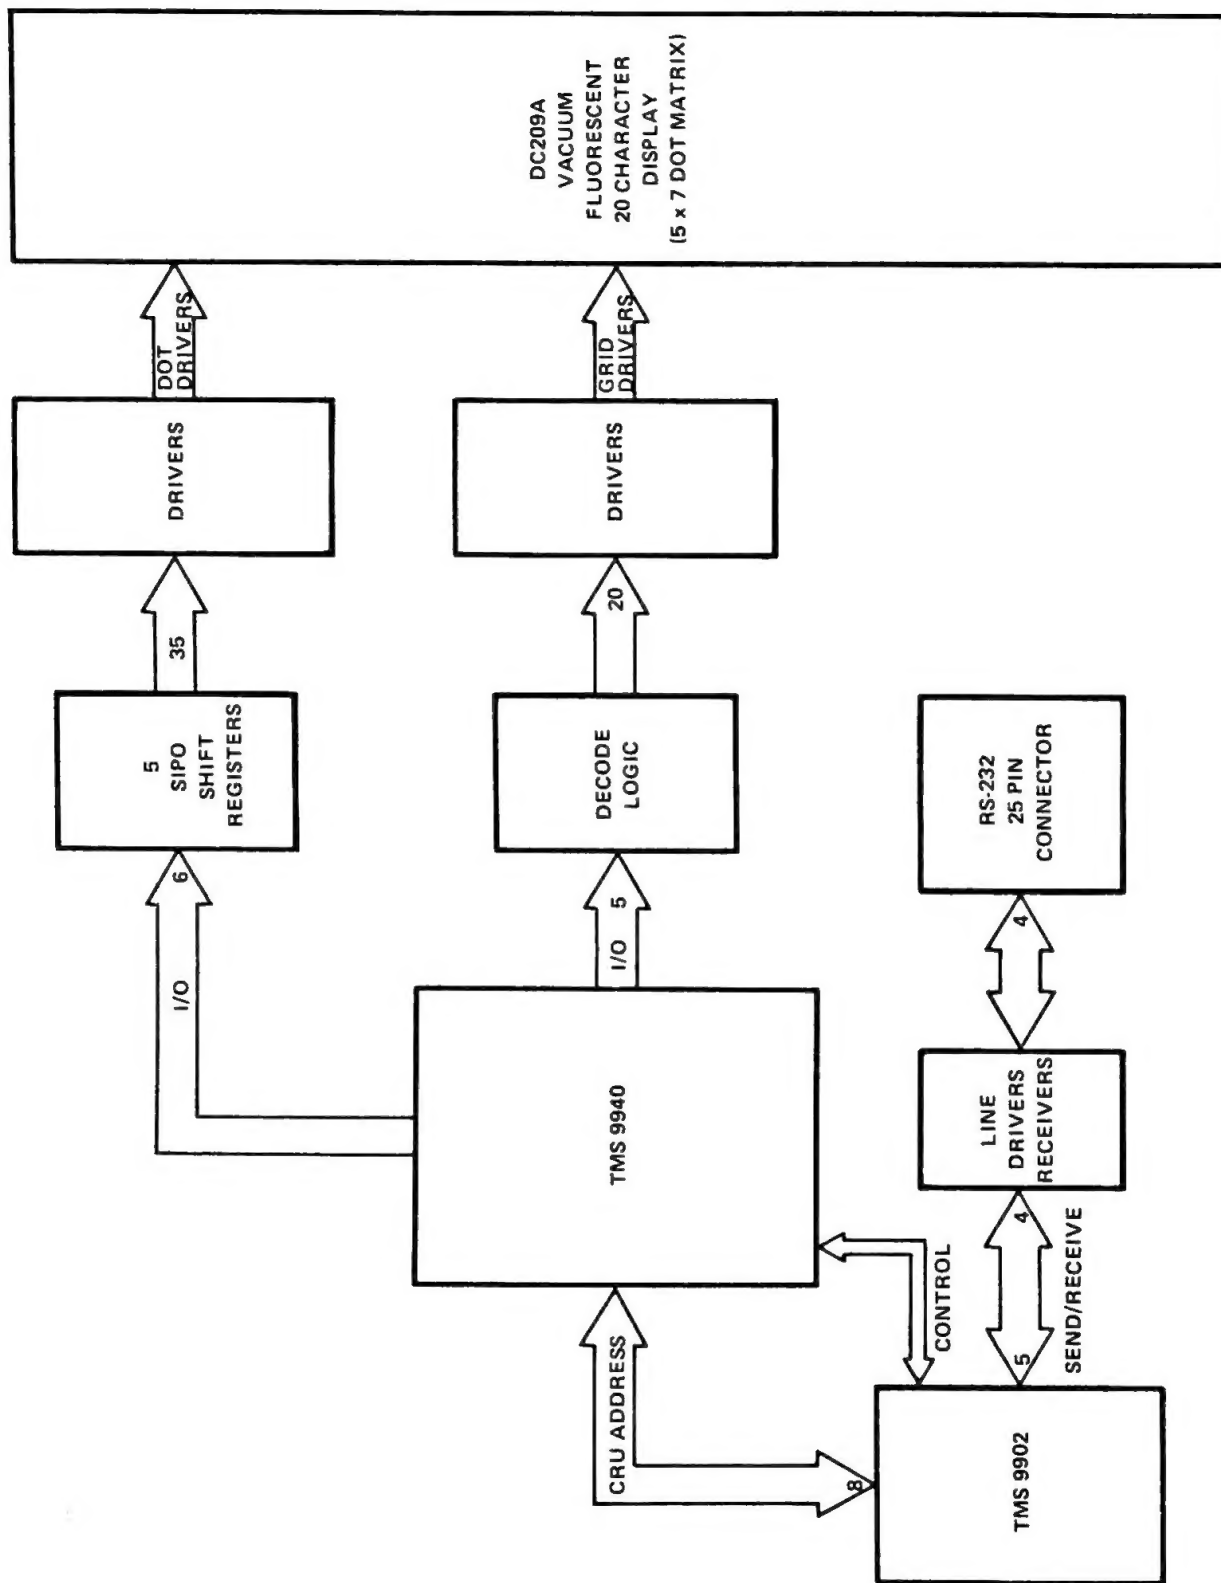 DC209A
VACUUM
FLUORESCENT
20 CHARACTER
DISPLAY
(5 x 7 DOT MATRIX)
DOT
DRIVERS
GRID
DRIVERS
DRIVERS
DRIVERS
35
20
5
SIPO
SHIFT
REGISTERS
DECODE
LOGIC
RS-232
25 PIN
CONNECTOR
6
I/O
I/O 5
4
TMS 9940
LINE
DRIVERS
RECEIVERS
CRU ADDRESS
8
CONTROL
4
5
SEND/RECEIVE
TMS 9902